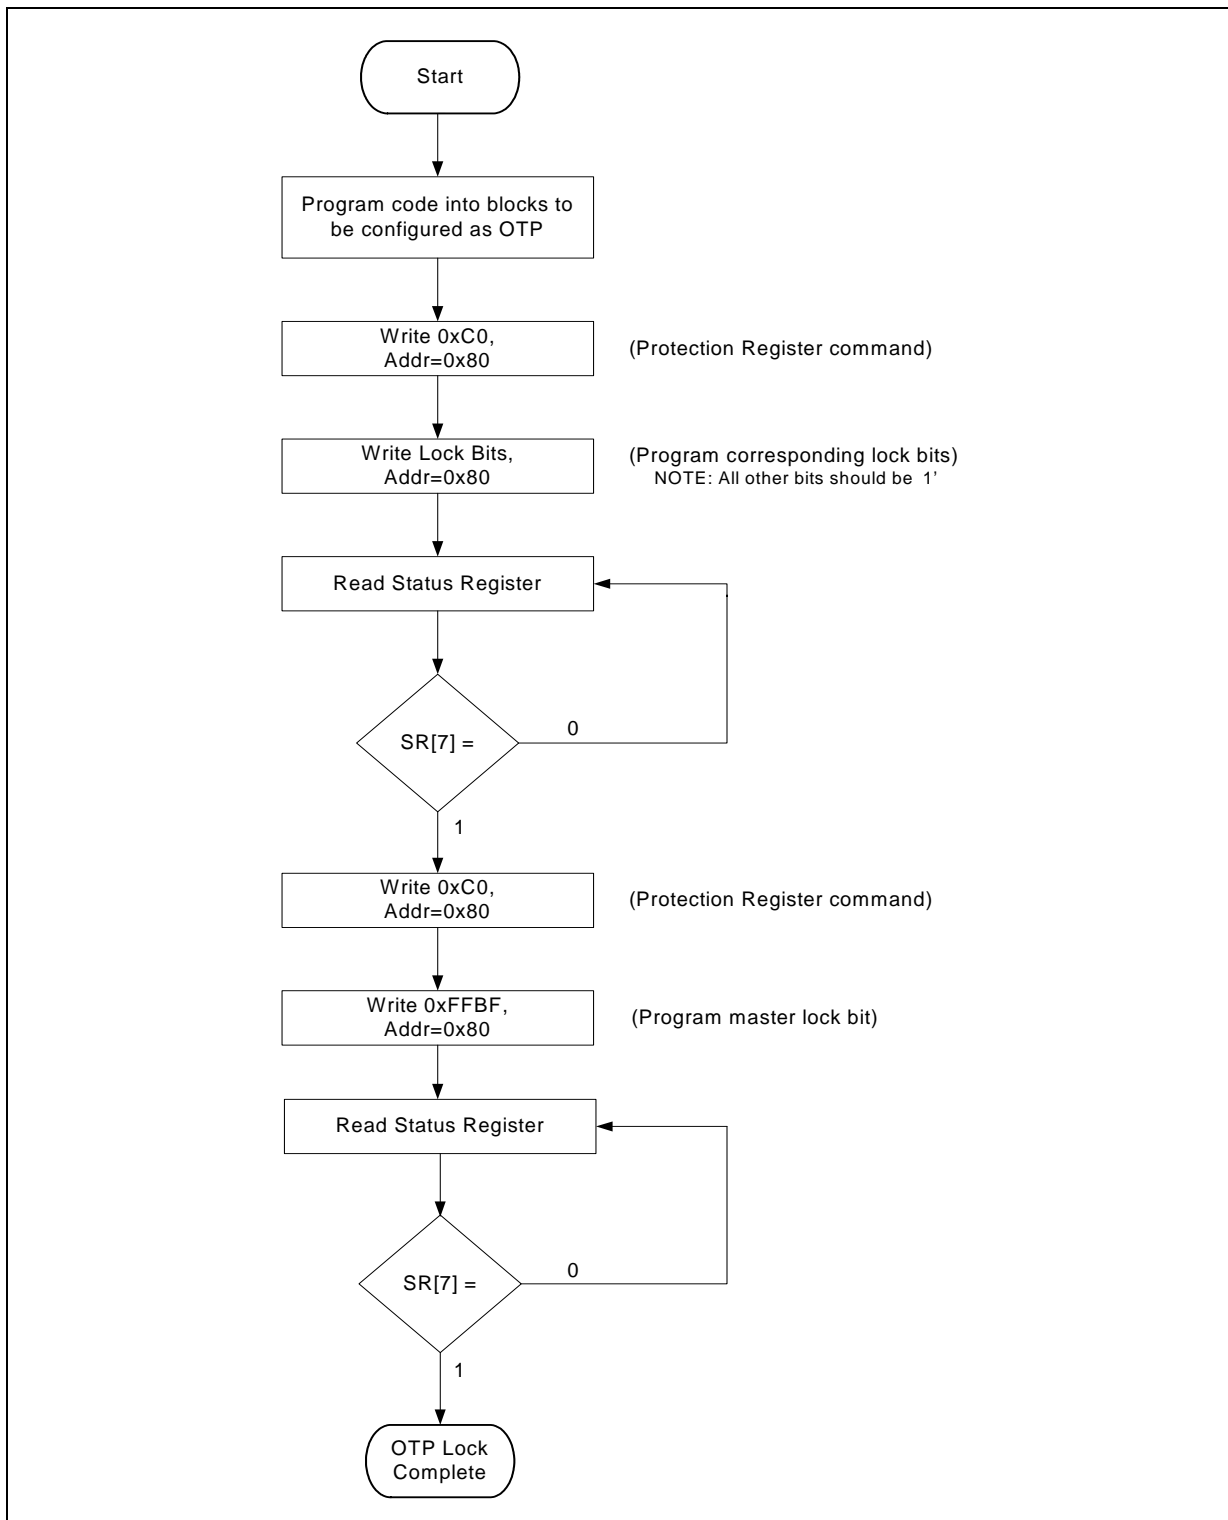 Start
Program code into blocks to
be configured as OTP
Write 0xC0,
Addr=0x80
(Protection Register command)
Write Lock Bits,
Addr=0x80
(Program corresponding lock bits)
NOTE: All other bits should be 1’
Read Status Register
SR[7] =
0
1
Write 0xC0,
Addr=0x80
(Protection Register command)
Write 0xFFBF,
Addr=0x80
(Program master lock bit)
Read Status Register
SR[7] =
0
1
OTP Lock
Complete